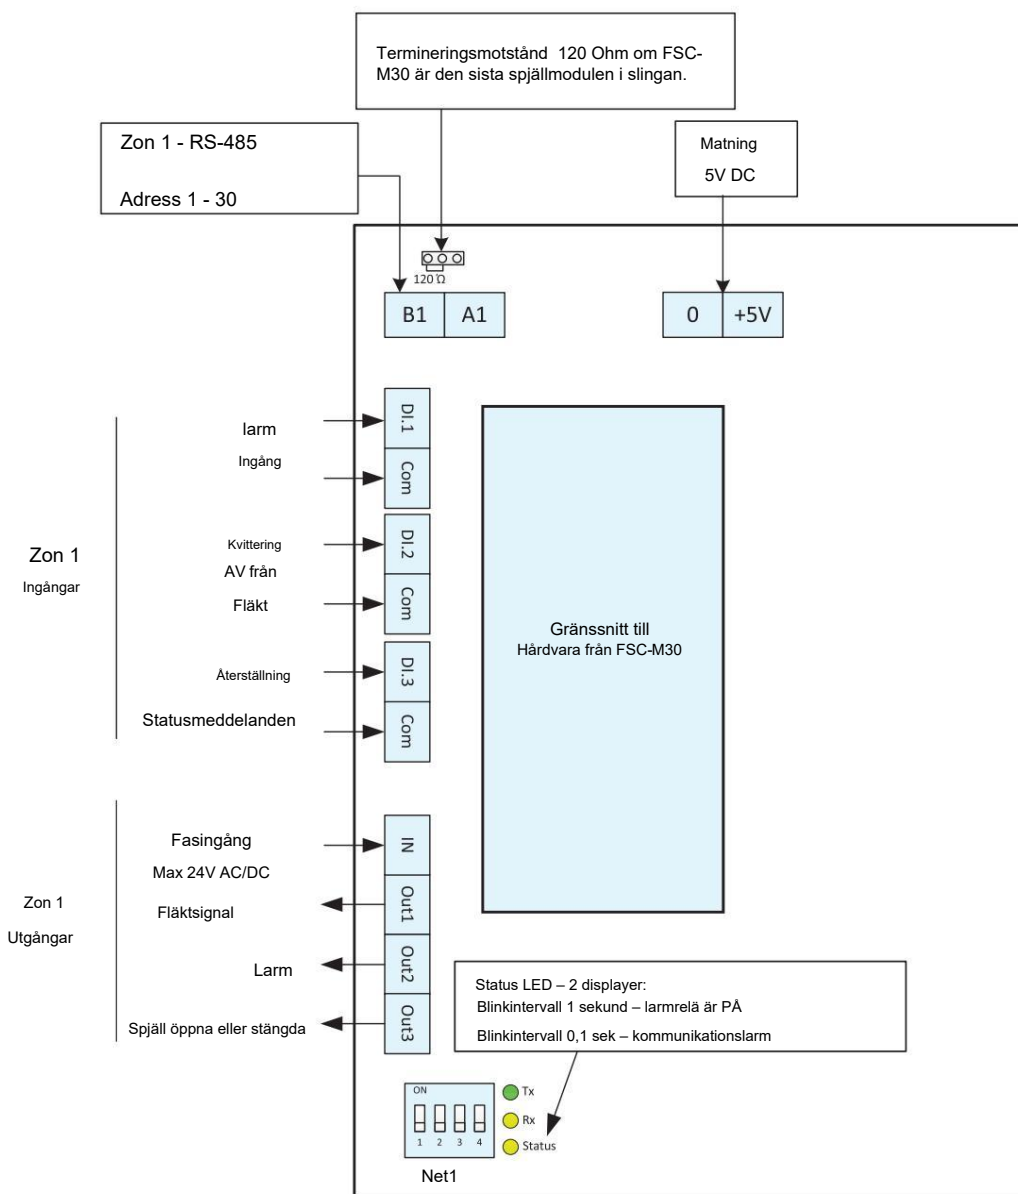 Termineringsmotstånd 120 Ohm om FSC-
M30 är den sista spjällmodulen i slingan.
Zon 1 - RS-485
Adress 1 - 30
Matning
5V DC
120 Ω
B1 A1
0 +5V
larm
Ingång
DI.1
Com
Zon 1
Ingångar
Kvittering
AV från
Fläkt
DI.2
Com
Återställning
Statusmeddelanden
DI.3
Com
Gränssnitt till
Hårdvara från FSC-M30
Zon 1
Utgångar
Fasingång
Max 24V AC/DC
Fläktsignal
Larm
Spjäll öppna eller stängda
IN
Out1
Out2
Out3
Status LED – 2 displayer:
Blinkintervall 1 sekund – larmrelä är PÅ
Blinkintervall 0,1 sek – kommunikationslarm
ON
1 2 3 4
Tx
Rx
Status
Net1